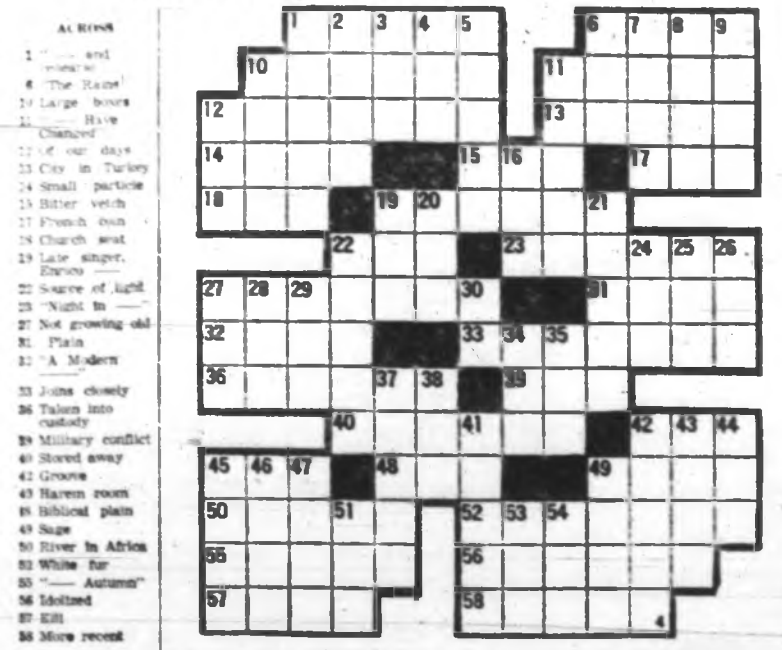 ACROSS
1 "—— and
6 "The Rains
10 Large boxes
11 —— Have
Changed
12 Of our days
13 City in Turkey
14 Small particle
15 Bitter vetch
17 French coin
18 Church seat
19 Late singer,
Enrico ——
22 Source of light
23 "Night In ——"
27 Not growing old
31 Plain
32 "A Modern
——"
33 Joins closely
36 Taken into
custody
39 Military conflict
40 Stored away
42 Groove
45 Harem room
48 Biblical plain
49 Sage
50 River in Africa
52 White fur
55 "—— Autumn"
56 Idolized
57 Kill
58 More recent
1 2 3 4 5 6 7 8 9
10 11
12 13
14 15 16 17
18 19 20 21
22 23 24 25 26
27 28 29 30 31
32 33 34 35
36 37 38 39
40 41 42 43 44
45 46 47 48 49
50 51 52 53 54
55 56
57 58 4